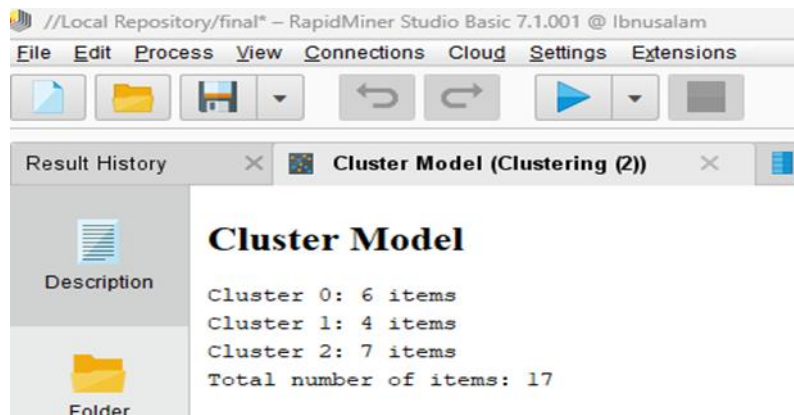 //Local Repository/final* – RapidMiner Studio Basic 7.1.001 @ Ibnusalam
File Edit Process View Connections Cloud Settings Extensions
Result History Cluster Model (Clustering (2))
Cluster Model
Description
Cluster 0: 6 items
Cluster 1: 4 items
Cluster 2: 7 items
Total number of items: 17
Folder